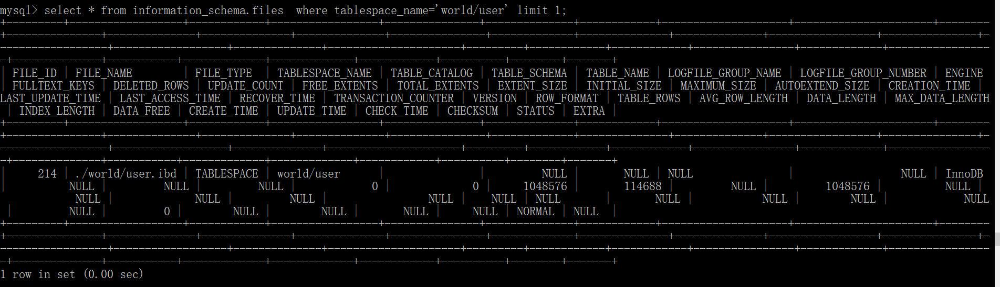 mysql> select * from information_schema.files  where tablespace_name='world/user' limit 1;
| FILE_ID | FILE_NAME | FILE_TYPE | TABLESPACE_NAME | TABLE_CATALOG | TABLE_SCHEMA | TABLE_NAME | LOGFILE_GROUP_NAME | LOGFILE_GROUP_NUMBER | ENGINE
| FULLTEXT_KEYS | DELETED_ROWS | UPDATE_COUNT | FREE_EXTENTS | TOTAL_EXTENTS | EXTENT_SIZE | INITIAL_SIZE | MAXIMUM_SIZE | AUTOEXTEND_SIZE | CREATION_TIME |
LAST_UPDATE_TIME | LAST_ACCESS_TIME | RECOVER_TIME | TRANSACTION_COUNTER | VERSION | ROW_FORMAT | TABLE_ROWS | AVG_ROW_LENGTH | DATA_LENGTH | MAX_DATA_LENGTH
| INDEX_LENGTH | DATA_FREE | CREATE_TIME | UPDATE_TIME | CHECK_TIME | CHECKSUM | STATUS | EXTRA |
| 214 | ./world/user.ibd | TABLESPACE | world/user | | NULL | NULL | NULL | NULL | InnoDB
| NULL | NULL | NULL | 0 | 0 | 1048576 | 114688 | NULL | 1048576 | NULL |
NULL | NULL | NULL | NULL | NULL | NULL | NULL | NULL | NULL | NULL
| NULL | 0 | NULL | NULL | NULL | NULL | NORMAL | NULL |
1 row in set (0.00 sec)